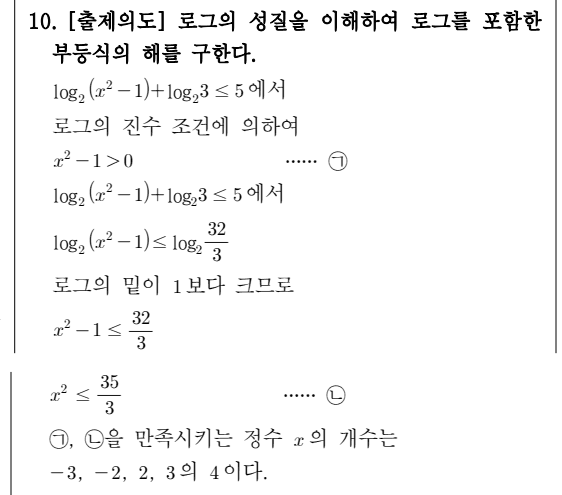 10. [출제의도] 로그의 성질을 이해하여 로그를 포함한
부등식의 해를 구한다.
log₂(x²−1)+log₂3 ≤ 5에서
로그의 진수 조건에 의하여
x²−1>0 …… ㉠
log₂(x²−1)+log₂3 ≤ 5에서
log₂(x²−1) ≤ log₂ 32/3
로그의 밑이 1보다 크므로
x²−1 ≤ 32/3
x² ≤ 35/3 …… ㉡
㉠, ㉡을 만족시키는 정수 x의 개수는
−3, −2, 2, 3의 4이다.